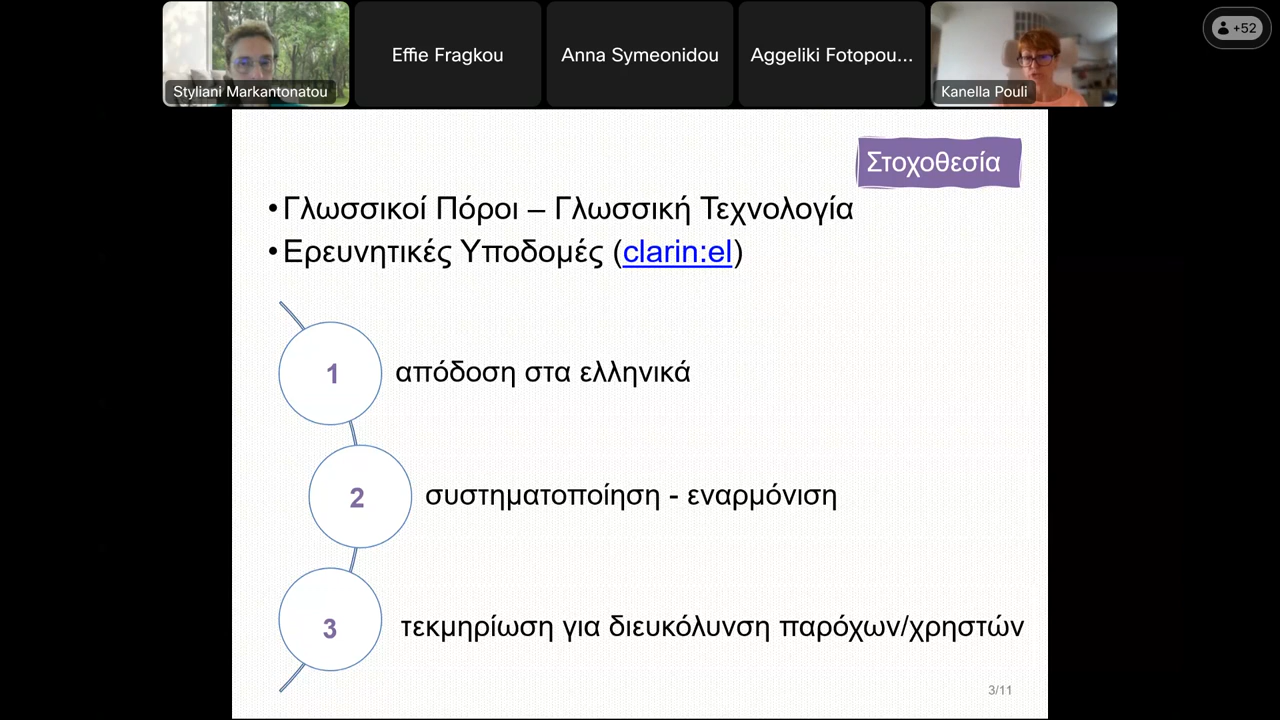 Styliani Markantonatou
Effie Fragkou
Anna Symeonidou
Aggeliki Fotopou...
Kanella Pouli
+52
Στοχοθεσία
•Γλωσσικοί Πόροι – Γλωσσική Τεχνολογία
•Ερευνητικές Υποδομές (clarin:el)
1 απόδοση στα ελληνικά
2 συστηματοποίηση - εναρμόνιση
3 τεκμηρίωση για διευκόλυνση παρόχων/χρηστών
3/11